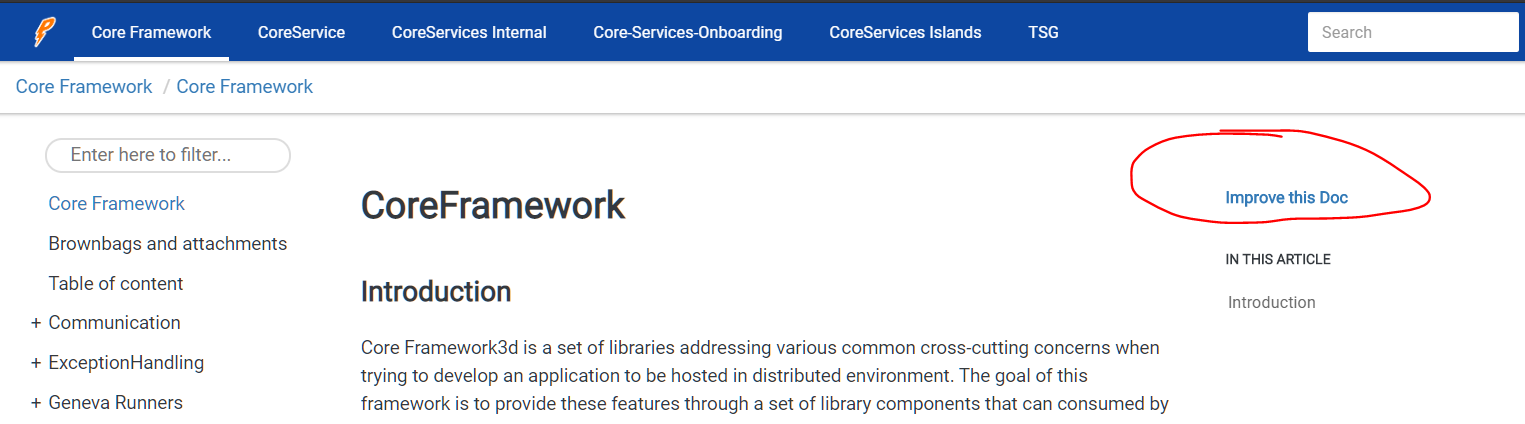 Core Framework CoreService CoreServices Internal Core-Services-Onboarding CoreServices Islands TSG Search
Core Framework / Core Framework
Enter here to filter...
Core Framework
Brownbags and attachments
Table of content
+ Communication
+ ExceptionHandling
+ Geneva Runners
CoreFramework
Introduction
Core Framework3d is a set of libraries addressing various common cross-cutting concerns when
trying to develop an application to be hosted in distributed environment. The goal of this
framework is to provide these features through a set of library components that can consumed by
Improve this Doc
IN THIS ARTICLE
Introduction